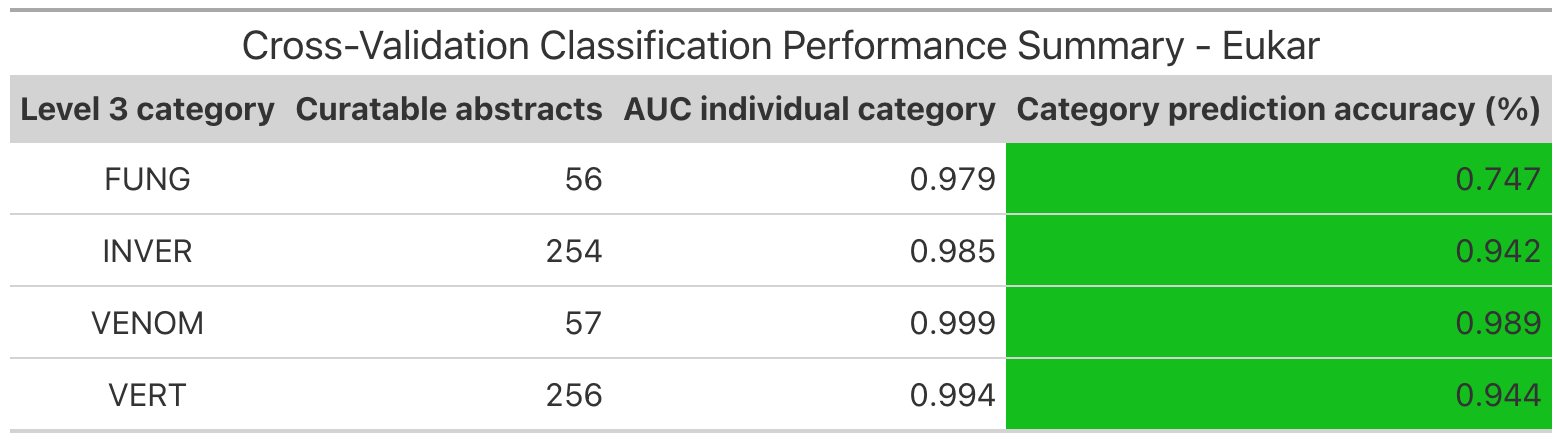 Cross-Validation Classification Performance Summary - Eukar
Level 3 category Curatable abstracts AUC individual category Category prediction accuracy (%)
FUNG 56 0.979 0.747
INVER 254 0.985 0.942
VENOM 57 0.999 0.989
VERT 256 0.994 0.944